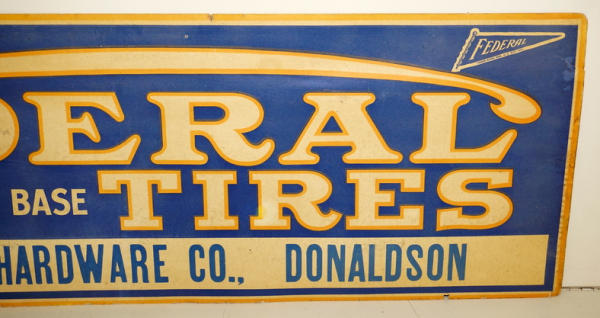 FEDERAL
DERAL
BASE TIRES
HARDWARE CO., DONALDSON